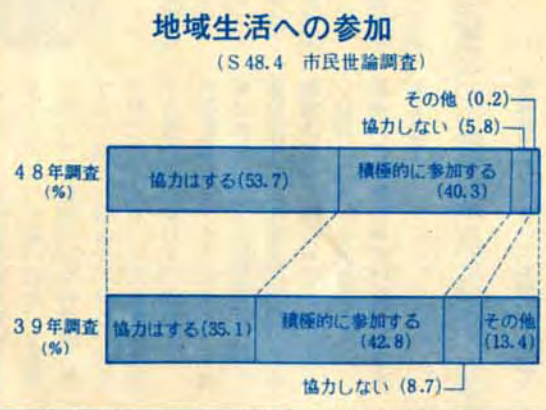 地域生活への参加
(S48.4 市民世論調査)
その他 (0.2)
協力しない (5.8)
48年調査
(%)
協力はする(53.7)
積極的に参加する
(40.3)
39年調査
(%)
協力はする(35.1)
積極的に参加する
(42.8)
その他
(13.4)
協力しない (8.7)